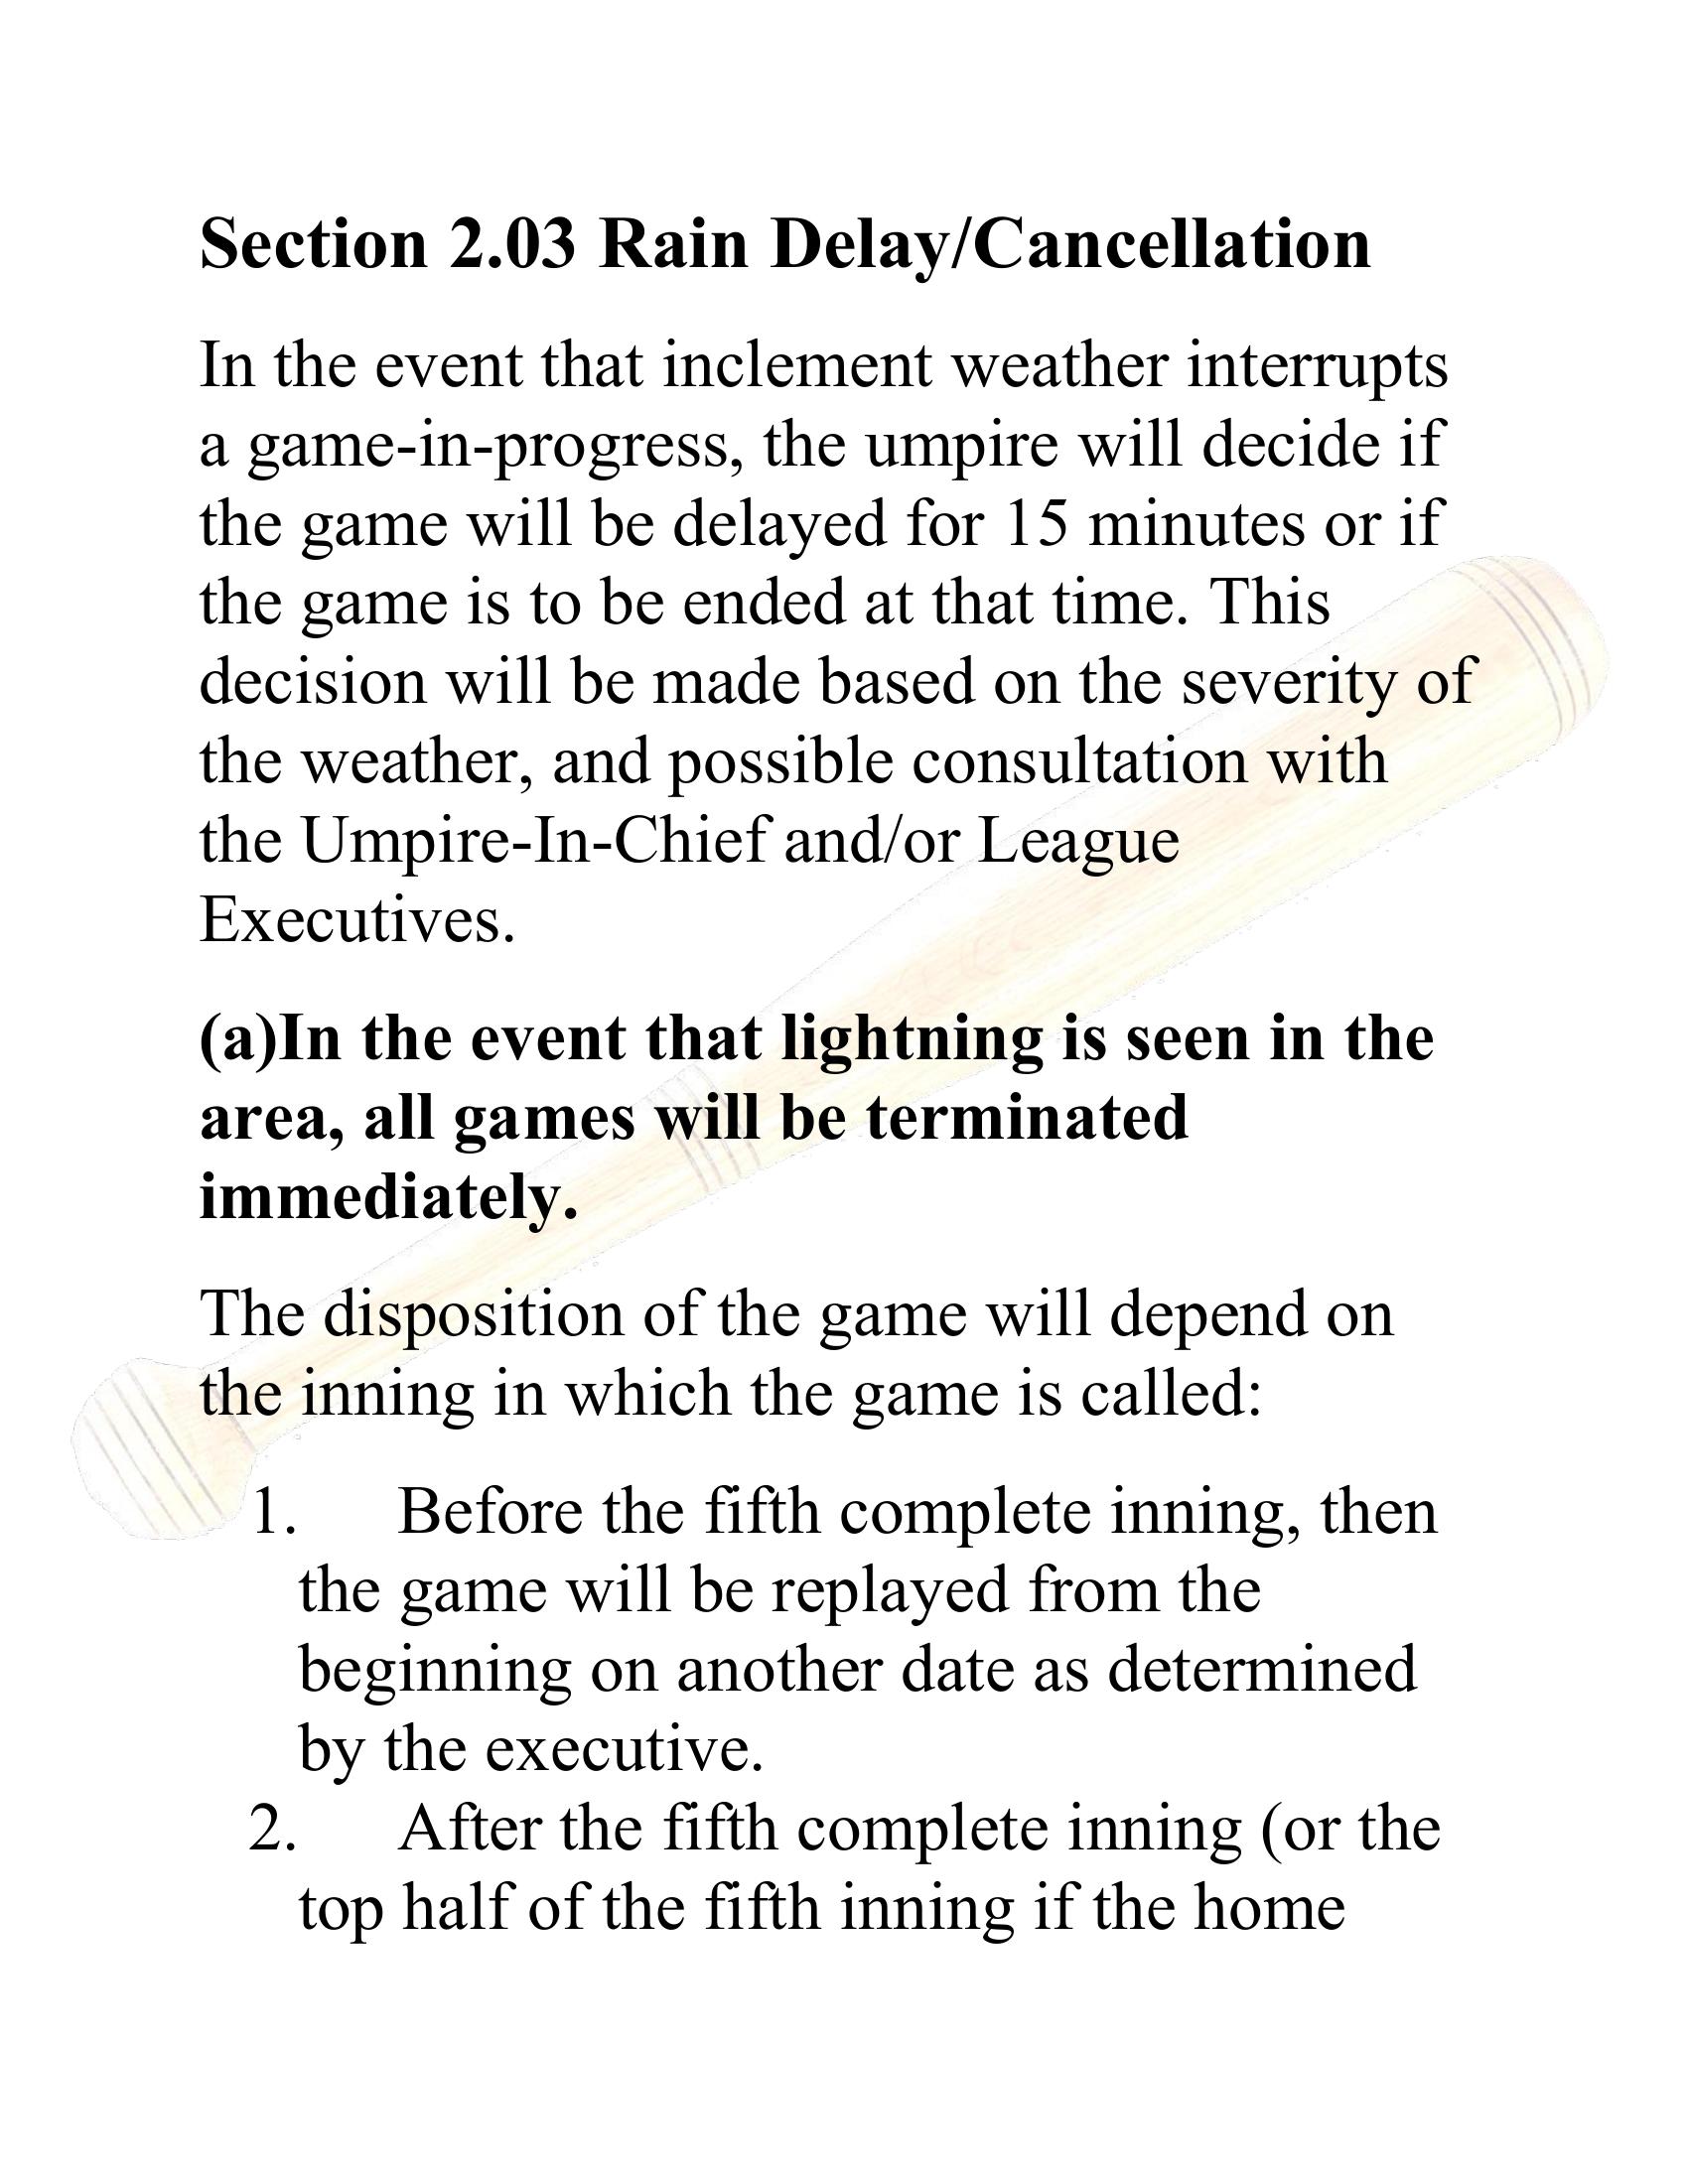 Section 2.03 Rain Delay/Cancellation
In the event that inclement weather interrupts
a game-in-progress, the umpire will decide if
the game will be delayed for 15 minutes or if
the game is to be ended at that time. This
decision will be made based on the severity of
the weather, and possible consultation with
the Umpire-In-Chief and/or League
Executives.
(a)In the event that lightning is seen in the
area, all games will be terminated
immediately.
The disposition of the game will depend on
the inning in which the game is called:
1. Before the fifth complete inning, then
the game will be replayed from the
beginning on another date as determined
by the executive.
2. After the fifth complete inning (or the
top half of the fifth inning if the home